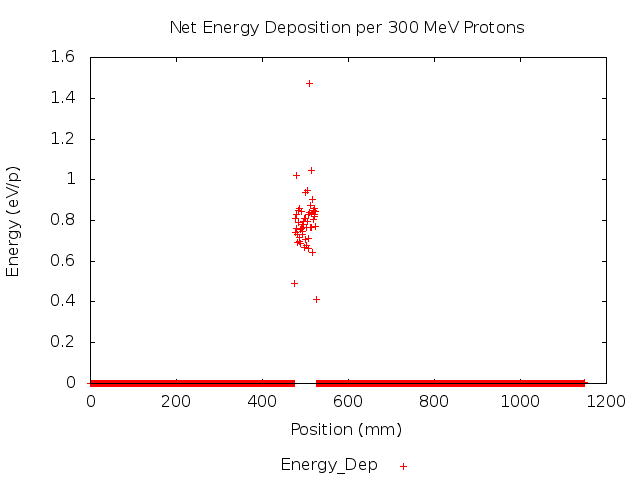 Net Energy Deposition per 300 MeV Protons
1.6
1.4
1.2
1
0.8
0.6
0.4
0.2
0
Energy (eV/p)
0 200 400 600 800 1000 1200
Position (mm)
Energy_Dep